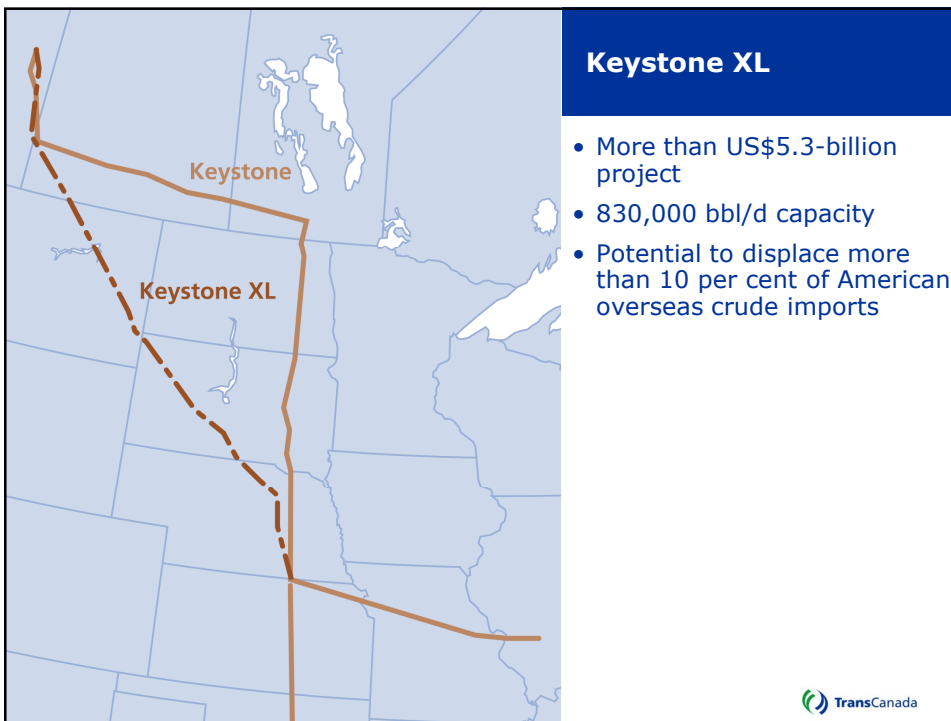 Keystone
Keystone XL
Keystone XL
• More than US$5.3-billion
project
• 830,000 bbl/d capacity
• Potential to displace more
than 10 per cent of American
overseas crude imports
TransCanada